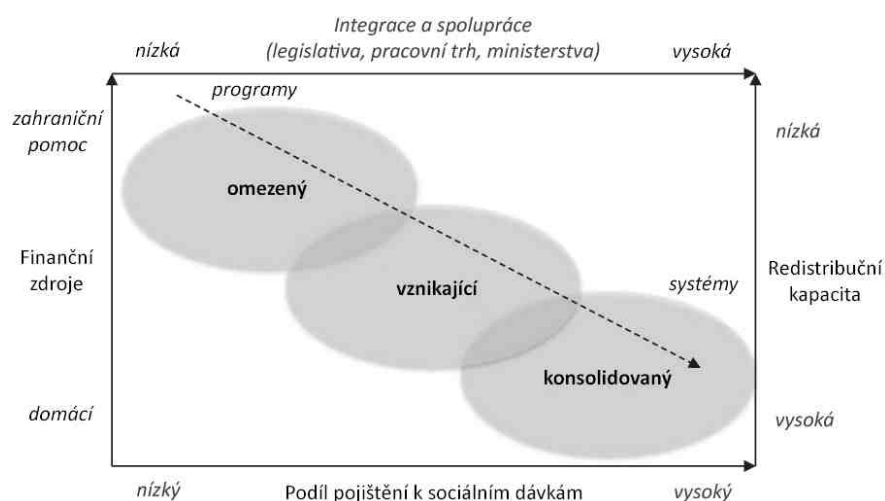 Integrace a spolupráce
nízká (legislativa, pracovní trh, ministerstva) vysoká
programy
zahraniční
pomoc
nízká
omezený
Finanční
zdroje
vznikající
systémy
Redistribuční
kapacita
konsolidovaný
domácí
vysoká
nízký Podíl pojištění k sociálním dávkám vysoký